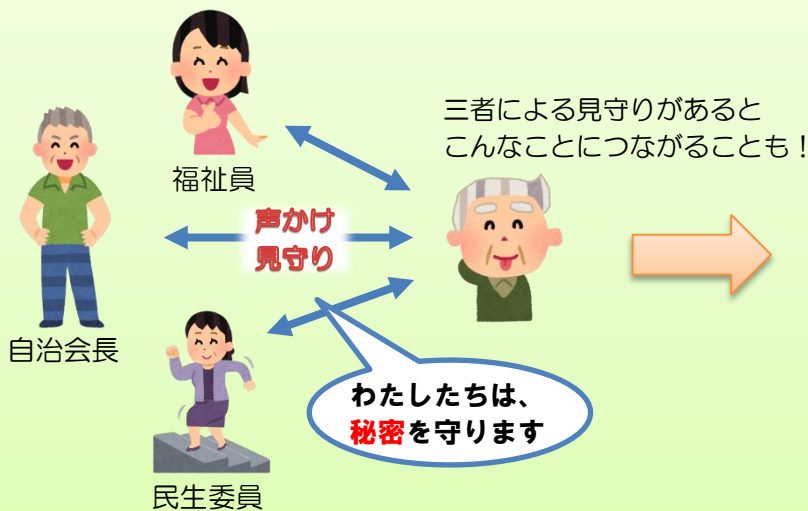 三者による見守りがあると
こんなことにつながることも！
福祉員
声かけ
見守り
自治会長
わたしたちは、
秘密を守ります
民生委員